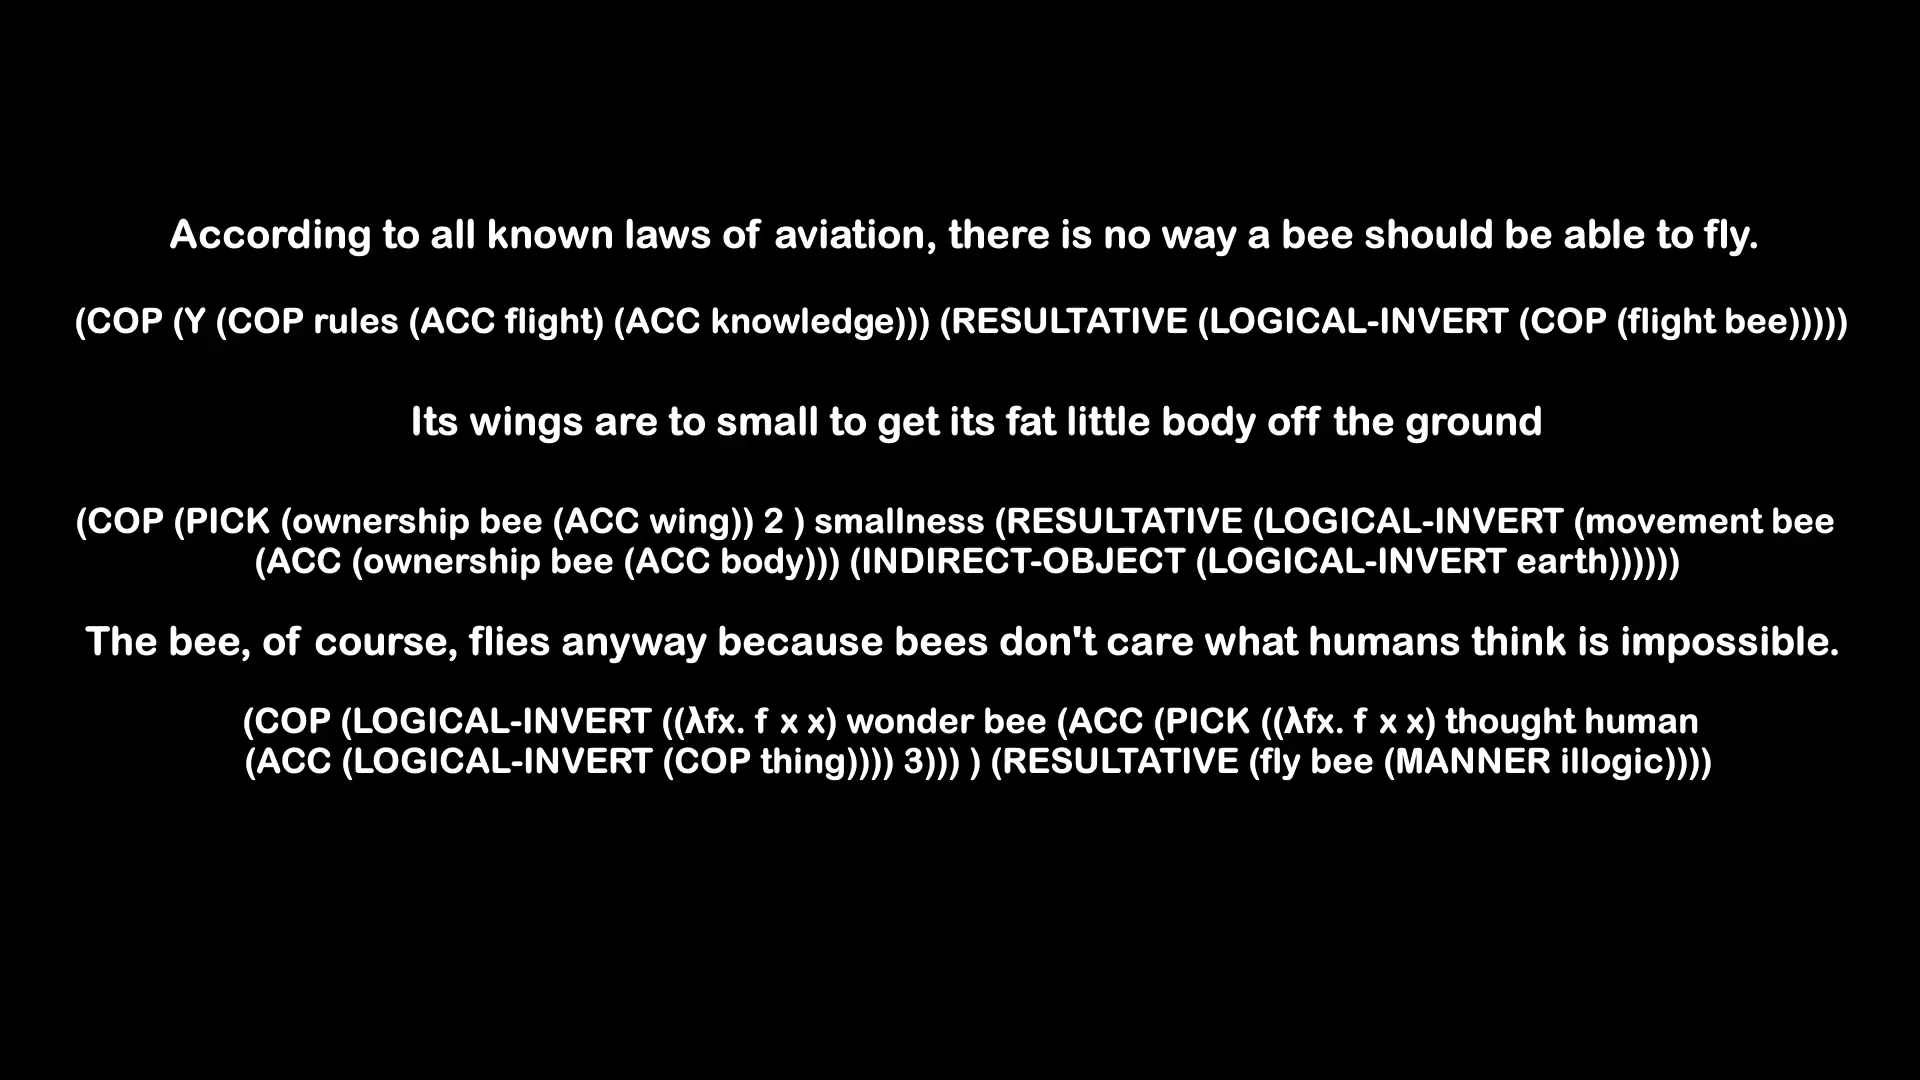 According to all known laws of aviation, there is no way a bee should be able to fly.
(COP (Y (COP rules (ACC flight) (ACC knowledge))) (RESULTATIVE (LOGICAL-INVERT (COP (flight bee)))))
Its wings are to small to get its fat little body off the ground
(COP (PICK (ownership bee (ACC wing)) 2 ) smallness (RESULTATIVE (LOGICAL-INVERT (movement bee
(ACC (ownership bee (ACC body))) (INDIRECT-OBJECT (LOGICAL-INVERT earth))))))
The bee, of course, flies anyway because bees don't care what humans think is impossible.
(COP (LOGICAL-INVERT ((λfx. f x x) wonder bee (ACC (PICK ((λfx. f x x) thought human
(ACC (LOGICAL-INVERT (COP thing)))) 3))) ) (RESULTATIVE (fly bee (MANNER illogic))))